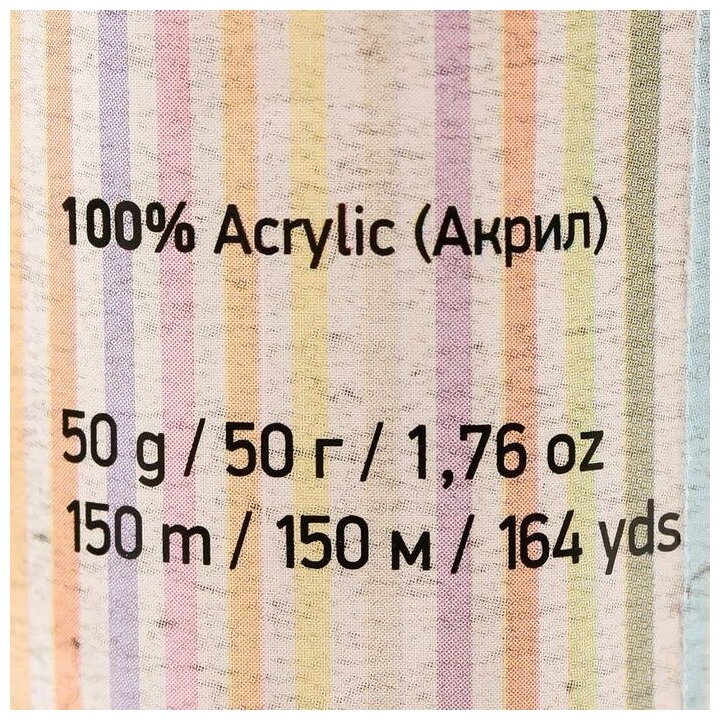 100% Acrylic (Акрил)
50 g / 50 г / 1,76 oz
150 m / 150 м / 164 yds